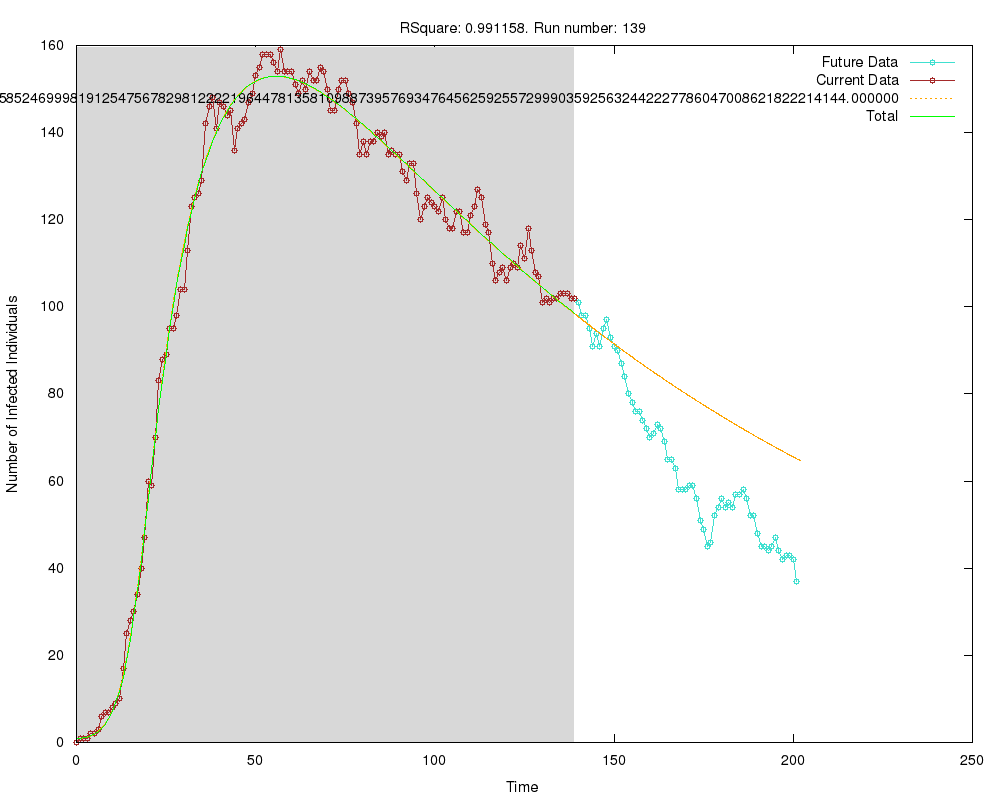 RSquare: 0.991158. Run number: 139
Future Data
Current Data
Total
Number of Infected Individuals
160
140
120
100
80
60
40
20
0
0 50 100 150 200 250
Time